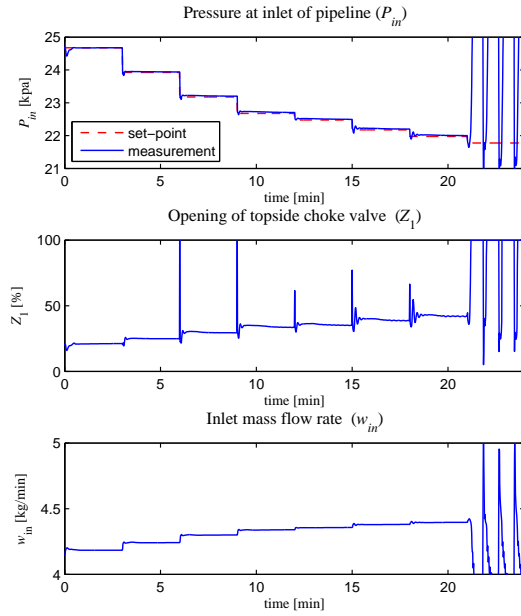 Pressure at inlet of pipeline (P_in)
25
24
23
22
21
P_in [kpa]
set-point
measurement
0 5 10 15 20
time [min]
Opening of topside choke valve (Z_1)
100
50
0
Z_1 [%]
0 5 10 15 20
time [min]
Inlet mass flow rate (w_in)
5
4.5
4
w_in [kg/min]
0 5 10 15 20
time [min]